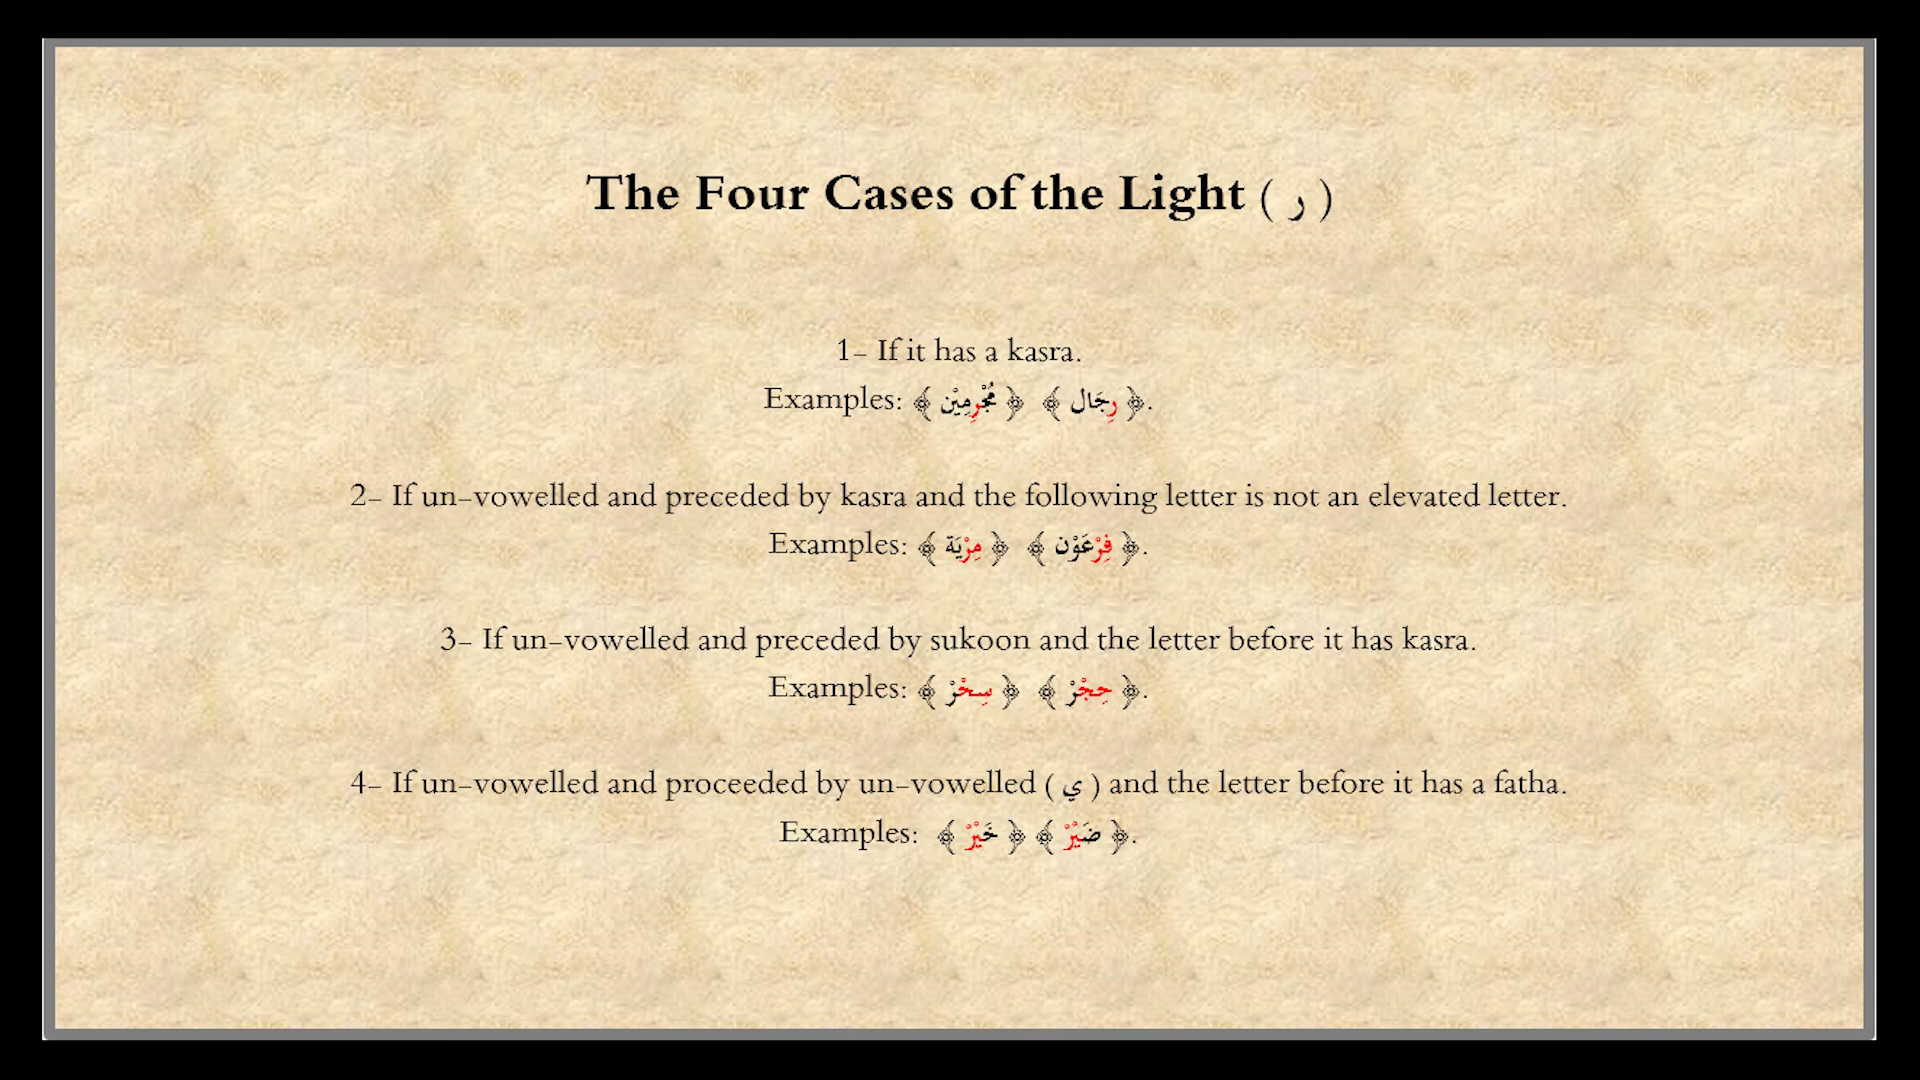 The Four Cases of the Light ( ر )
1- If it has a kasra.
Examples: ﴿ رِجَال ﴾ ﴿ مُجْرِمِيْن ﴾.
2- If un-vowelled and preceded by kasra and the following letter is not an elevated letter.
Examples: ﴿ فِرْعَوْن ﴾ ﴿ مِرْيَة ﴾.
3- If un-vowelled and preceded by sukoon and the letter before it has kasra.
Examples: ﴿ حِجْرْ ﴾ ﴿ سِحْرْ ﴾.
4- If un-vowelled and proceeded by un-vowelled ( ي ) and the letter before it has a fatha.
Examples: ﴿ ضَيْرْ ﴾ ﴿ خَيْرْ ﴾.